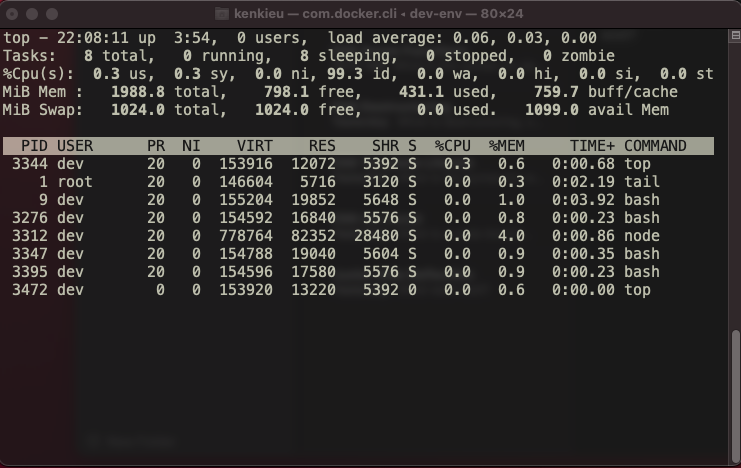 kenkieu — com.docker.cli ◂ dev-env — 80×24
top - 22:08:11 up  3:54,  0 users,  load average: 0.06, 0.03, 0.00
Tasks:   8 total,   0 running,   8 sleeping,   0 stopped,   0 zombie
%Cpu(s):  0.3 us,  0.3 sy,  0.0 ni, 99.3 id,  0.0 wa,  0.0 hi,  0.0 si,  0.0 st
MiB Mem :   1988.8 total,    798.1 free,    431.1 used,    759.7 buff/cache
MiB Swap:   1024.0 total,   1024.0 free,      0.0 used.   1099.0 avail Mem
  PID USER      PR  NI    VIRT    RES    SHR S  %CPU  %MEM     TIME+ COMMAND
 3344 dev       20   0  153916  12072   5392 S   0.3   0.6   0:00.68 top
    1 root      20   0  146604   5716   3120 S   0.0   0.3   0:02.19 tail
    9 dev       20   0  155204  19852   5648 S   0.0   1.0   0:03.92 bash
 3276 dev       20   0  154592  16840   5576 S   0.0   0.8   0:00.23 bash
 3312 dev       20   0  778764  82352  28480 S   0.0   4.0   0:00.86 node
 3347 dev       20   0  154788  19040   5604 S   0.0   0.9   0:00.35 bash
 3395 dev       20   0  154596  17580   5576 S   0.0   0.9   0:00.23 bash
 3472 dev        0   0  153920  13220   5392 0   0.0   0.6   0:00.00 top